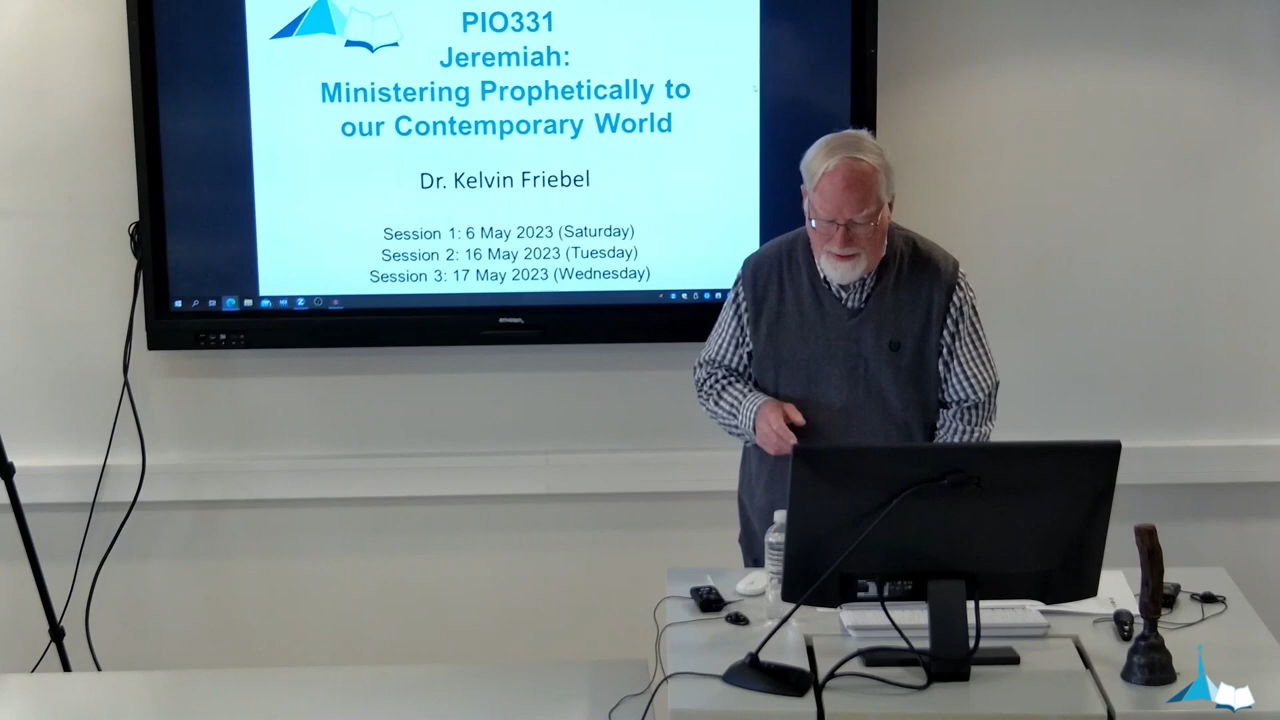 PIO331
Jeremiah:
Ministering Prophetically to
our Contemporary World
Dr. Kelvin Friebel
Session 1: 6 May 2023 (Saturday)
Session 2: 16 May 2023 (Tuesday)
Session 3: 17 May 2023 (Wednesday)